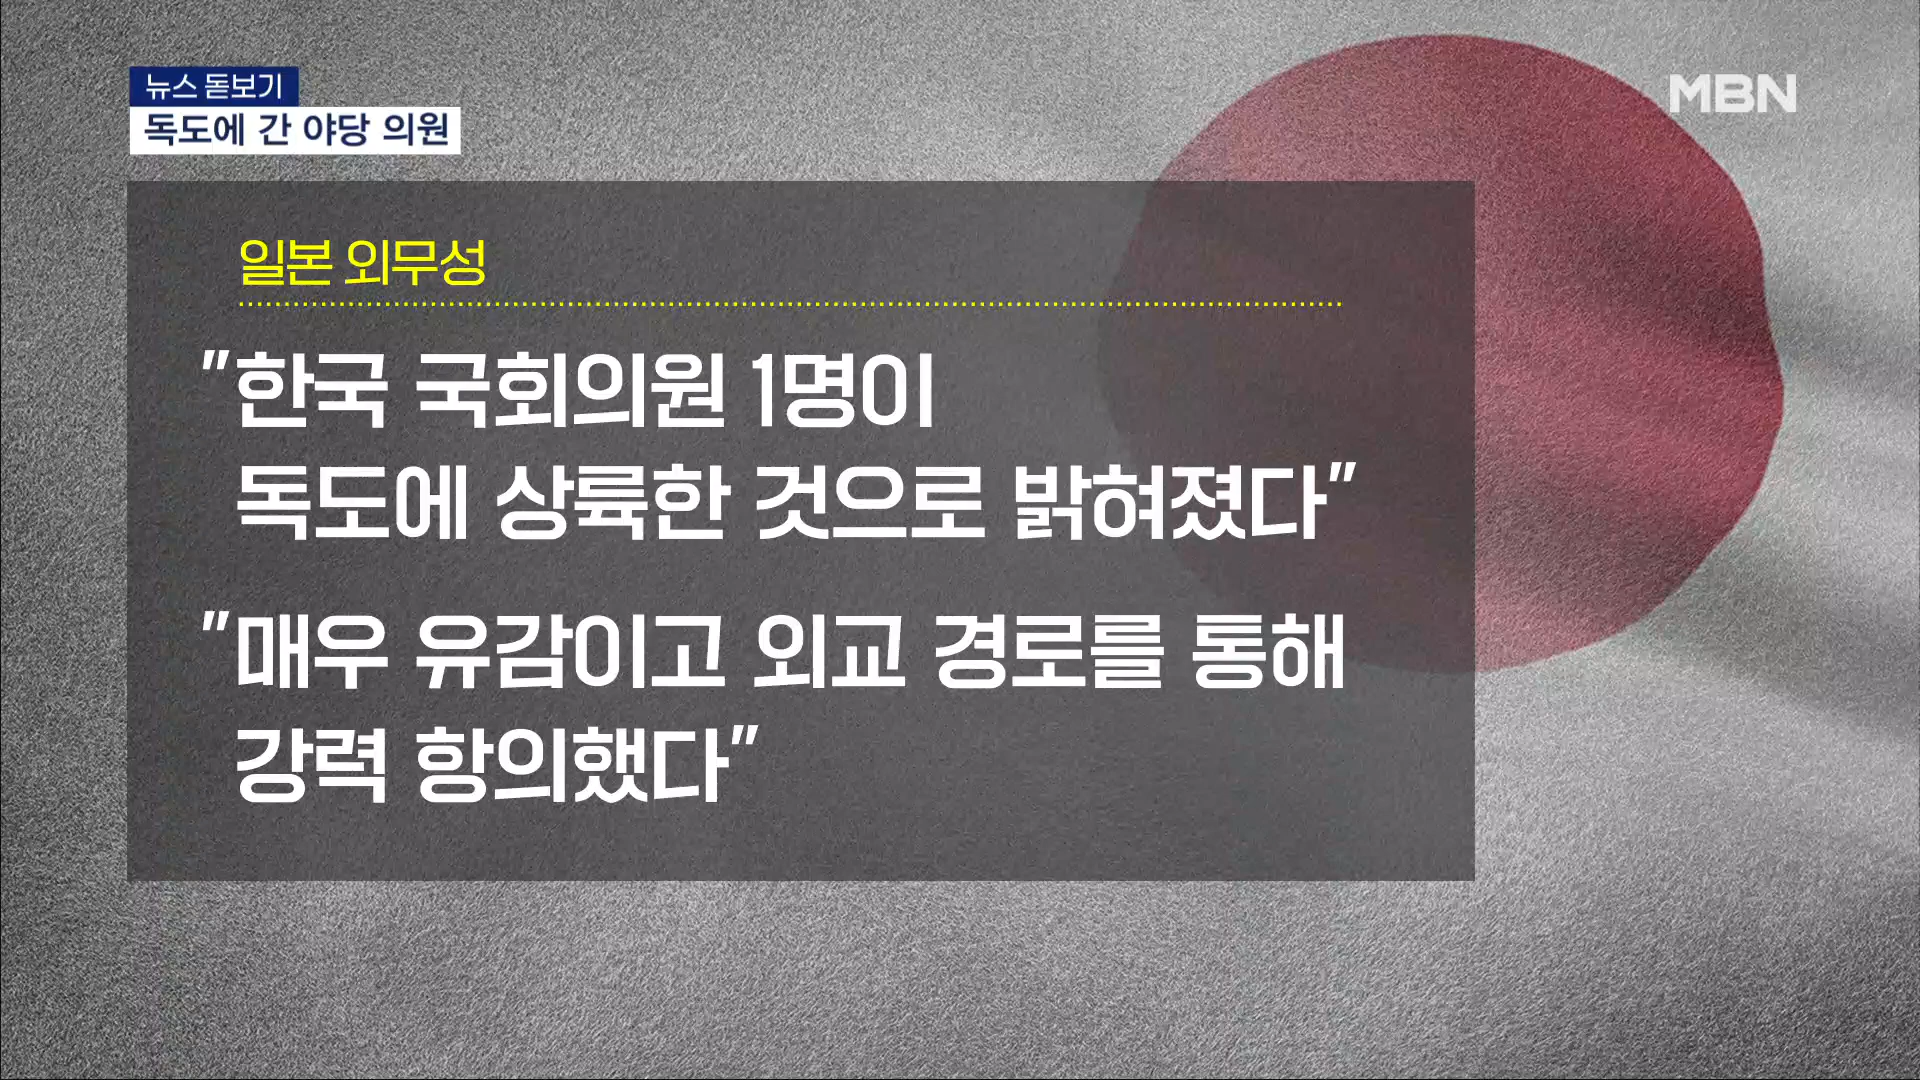 뉴스 돋보기
MBN
독도에 간 야당 의원
일본 외무성
"한국 국회의원 1명이
독도에 상륙한 것으로 밝혀졌다"
"매우 유감이고 외교 경로를 통해
강력 항의했다"